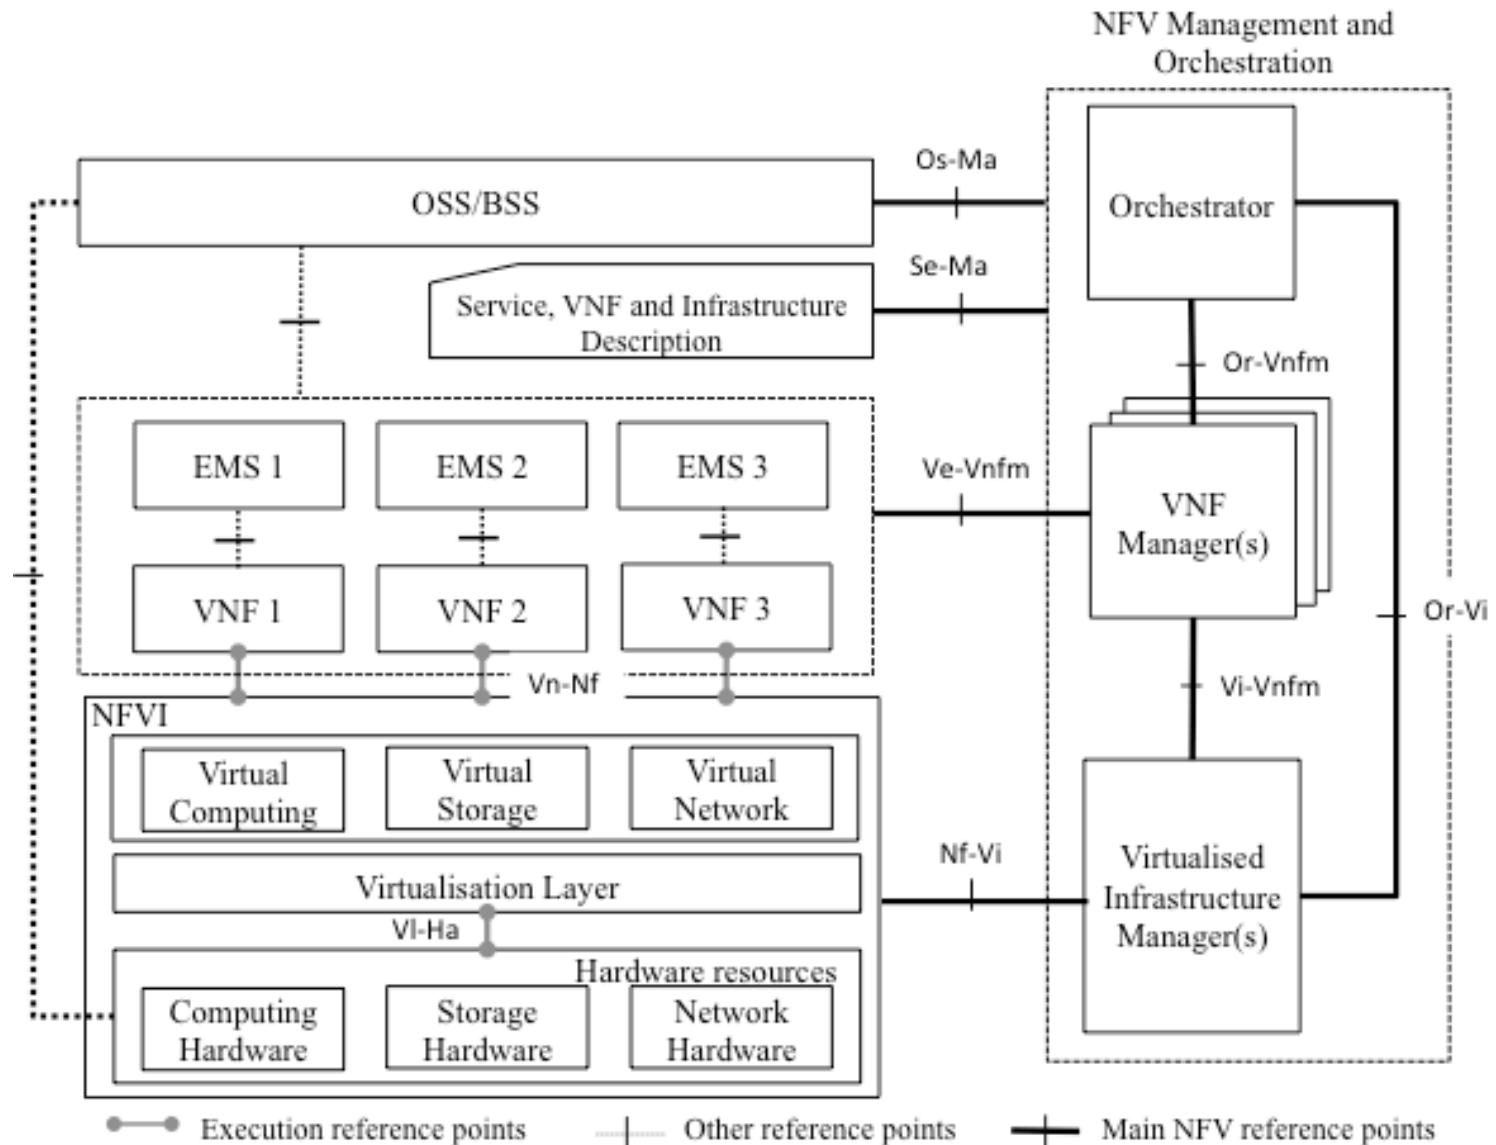 NFV Management and
Orchestration
Os-Ma
OSS/BSS
Orchestrator
Se-Ma
Service, VNF and Infrastructure
Description
Or-Vnfm
EMS 1
EMS 2
EMS 3
Ve-Vnfm
VNF
Manager(s)
VNF 1
VNF 2
VNF 3
Or-Vi
Vn-Nf
Vi-Vnfm
NFVI
Virtual
Computing
Virtual
Storage
Virtual
Network
Nf-Vi
Virtualised
Infrastructure
Manager(s)
Virtualisation Layer
Vl-Ha
Hardware resources
Computing
Hardware
Storage
Hardware
Network
Hardware
Execution reference points
Other reference points
Main NFV reference points